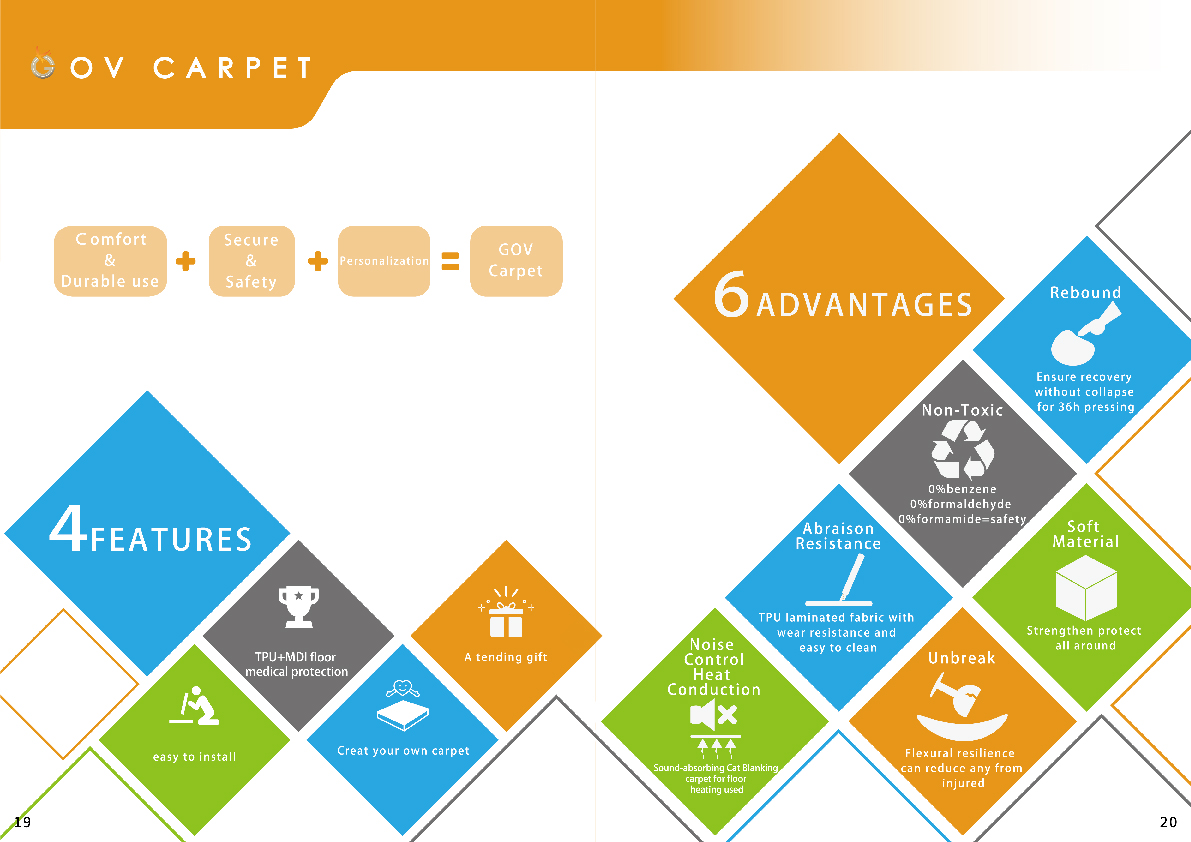 GOV CARPET
Comfort
&
Durable use
+
Secure
&
Safety
+
Personalization
=
GOV
Carpet
4FEATURES
TPU+MDI floor
medical protection
A tending gift
easy to install
Creat your own carpet
19
6 ADVANTAGES
Rebound
Ensure recovery
without collapse
for 36h pressing
Non-Toxic
0%benzene
0%formaldehyde
0%formamide=safety
Abraison
Resistance
TPU laminated fabric with
wear resistance and
easy to clean
Soft
Material
Strengthen protect
all around
Noise
Control
Heat
Conduction
Sound-absorbing Cat Blanking
carpet for floor
heating used
Unbreak
Flexural resilience
can reduce any from
injured
20